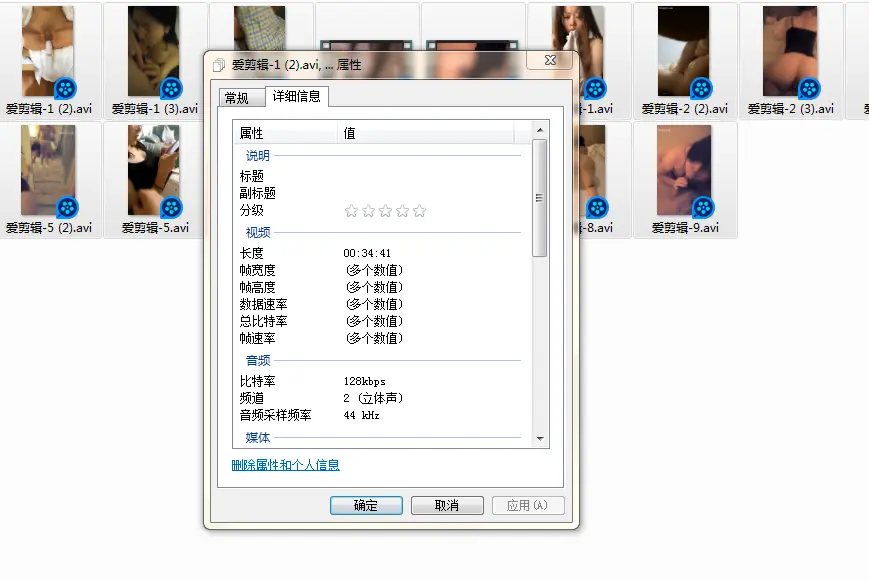 爱剪辑-1 (2).avi
爱剪辑-1 (3).avi
-1.avi
爱剪辑-2 (2).avi
爱剪辑-2 (3).avi
爱剪辑-5 (2).avi
爱剪辑-5.avi
-8.avi
爱剪辑-9.avi
爱剪辑-1 (2).avi, ... 属性
常规
详细信息
属性 值
说明
标题
副标题
分级
视频
长度 00:34:41
帧宽度 (多个数值)
帧高度 (多个数值)
数据速率 (多个数值)
总比特率 (多个数值)
帧速率 (多个数值)
音频
比特率 128kbps
频道 2 (立体声)
音频采样频率 44 kHz
媒体
删除属性和个人信息
确定
取消
应用(A)